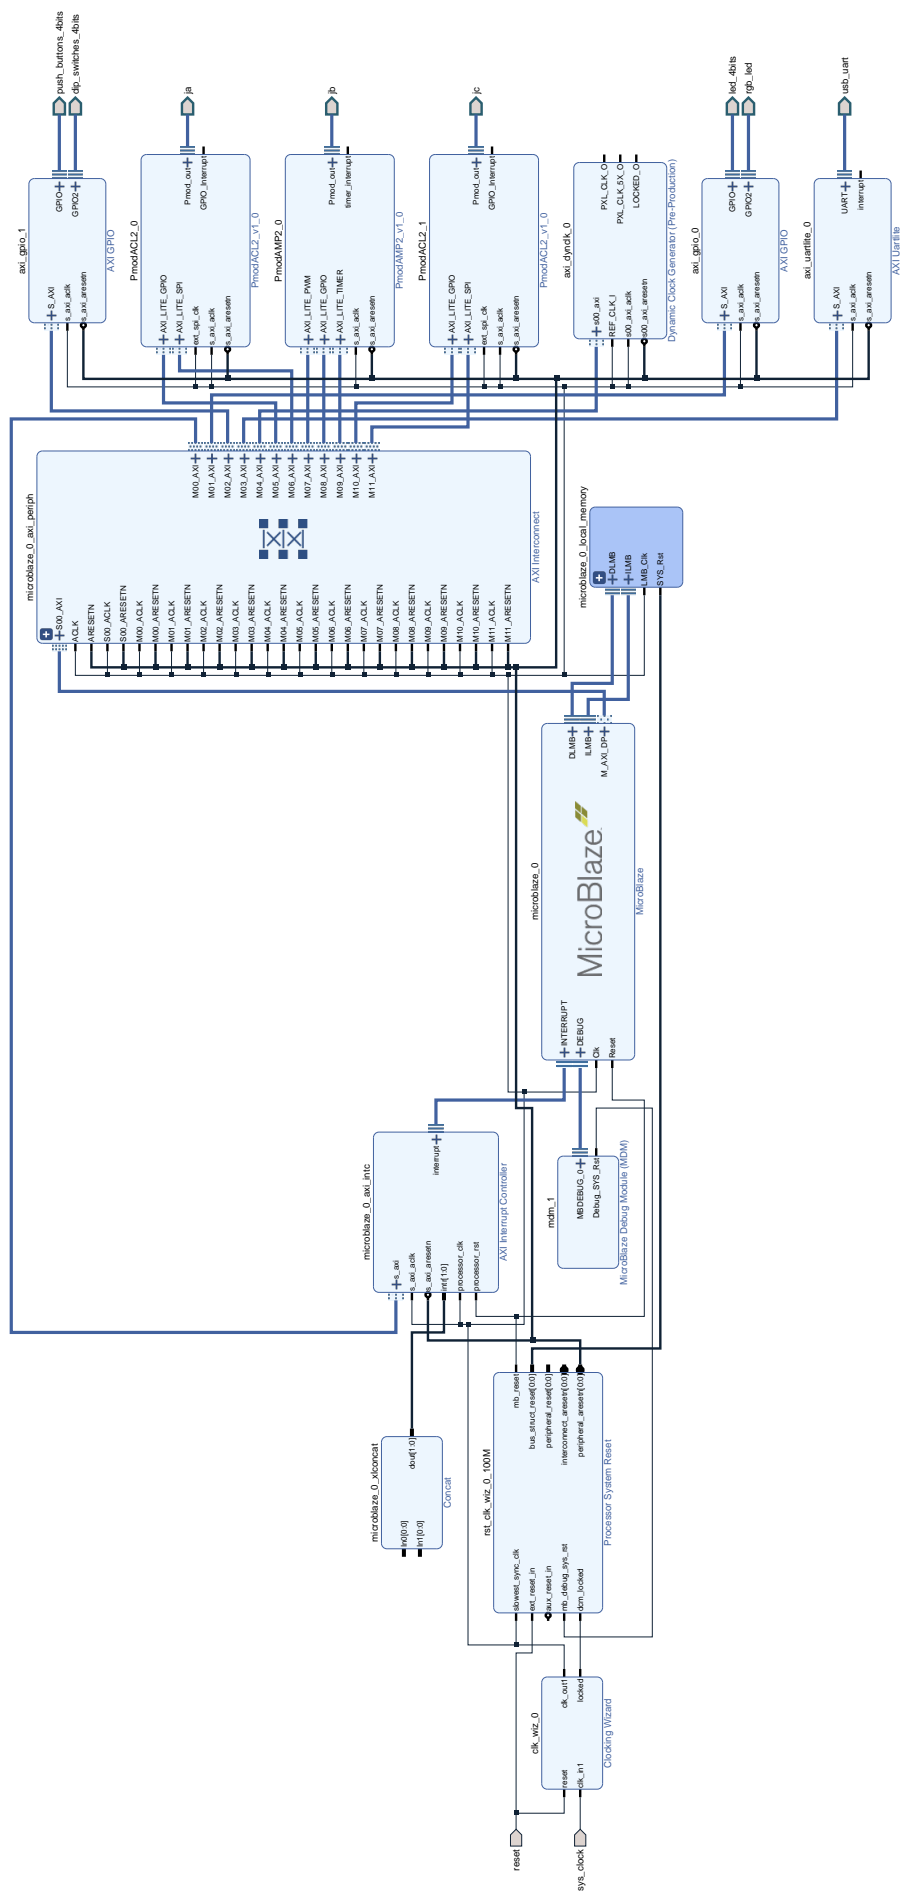 reset
sys_clock
clk_wiz_0
reset
clk_in1
clk_out1
locked
Clocking Wizard
rst_clk_wiz_0_100M
slowest_sync_clk
ext_reset_in
aux_reset_in
mb_debug_sys_rst
dcm_locked
mb_reset
bus_struct_reset[0:0]
peripheral_reset[0:0]
interconnect_aresetn[0:0]
peripheral_aresetn[0:0]
Processor System Reset
microblaze_0_xlconcat
In0[0:0]
In1[0:0]
dout[1:0]
Concat
microblaze_0_axi_intc
s_axi
s_axi_aclk
s_axi_aresetn
intr[1:0]
processor_clk
processor_rst
interrupt
AXI Interrupt Controller
mdm_1
MBDEBUG_0
Debug_SYS_Rst
MicroBlaze Debug Module (MDM)
microblaze_0
INTERRUPT
DEBUG
Clk
Reset
MicroBlaze
DLMB
ILMB
M_AXI_DP
MicroBlaze
microblaze_0_axi_periph
S00_AXI
ACLK
ARESETN
S00_ACLK
S00_ARESETN
M00_ACLK
M00_ARESETN
M01_ACLK
M01_ARESETN
M02_ACLK
M02_ARESETN
M03_ACLK
M03_ARESETN
M04_ACLK
M04_ARESETN
M05_ACLK
M05_ARESETN
M06_ACLK
M06_ARESETN
M07_ACLK
M07_ARESETN
M08_ACLK
M08_ARESETN
M09_ACLK
M09_ARESETN
M10_ACLK
M10_ARESETN
M11_ACLK
M11_ARESETN
M00_AXI
M01_AXI
M02_AXI
M03_AXI
M04_AXI
M05_AXI
M06_AXI
M07_AXI
M08_AXI
M09_AXI
M10_AXI
M11_AXI
AXI Interconnect
microblaze_0_local_memory
DLMB
ILMB
LMB_Clk
SYS_Rst
axi_gpio_1
S_AXI
s_axi_aclk
s_axi_aresetn
GPIO
GPIO2
AXI GPIO
push_buttons_4bits
dip_switches_4bits
PmodACL2_0
AXI_LITE_GPIO
AXI_LITE_SPI
ext_spi_clk
s_axi_aclk
s_axi_aresetn
Pmod_out
GPIO_Interrupt
PmodACL2_v1_0
ja
PmodAMP2_0
AXI_LITE_PWM
AXI_LITE_GPIO
AXI_LITE_TIMER
s_axi_aclk
s_axi_aresetn
Pmod_out
timer_interrupt
PmodAMP2_v1_0
jb
PmodACL2_1
AXI_LITE_GPIO
AXI_LITE_SPI
ext_spi_clk
s_axi_aclk
s_axi_aresetn
Pmod_out
GPIO_Interrupt
PmodACL2_v1_0
jc
axi_dynclk_0
s00_axi
REF_CLK_I
s00_axi_aclk
s00_axi_aresetn
PXL_CLK_O
PXL_CLK_5X_O
LOCKED_O
Dynamic Clock Generator (Pre-Production)
axi_gpio_0
S_AXI
s_axi_aclk
s_axi_aresetn
GPIO
GPIO2
AXI GPIO
led_4bits
rgb_led
axi_uartlite_0
S_AXI
s_axi_aclk
s_axi_aresetn
UART
interrupt
AXI Uartlite
usb_uart